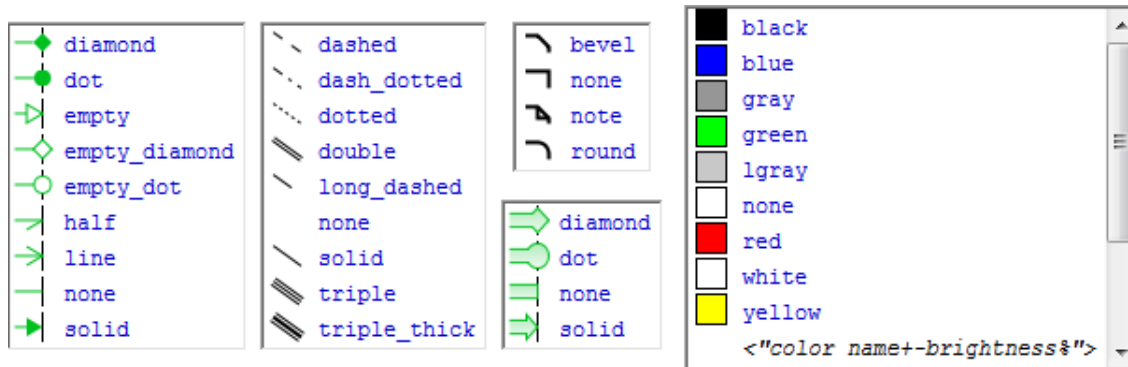 diamond
dot
empty
empty_diamond
empty_dot
half
line
none
solid
dashed
dash_dotted
dotted
double
long_dashed
none
solid
triple
triple_thick
bevel
none
note
round
diamond
dot
none
solid
black
blue
gray
green
lgray
none
red
white
yellow
<"color name+-brightness%">